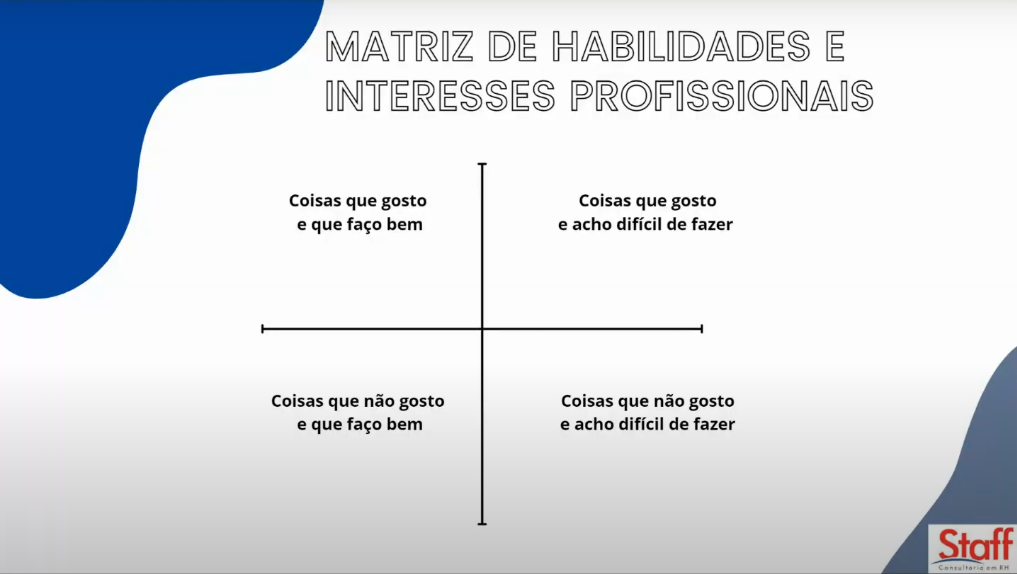 MATRIZ DE HABILIDADES E
INTERESSES PROFISSIONAIS
Coisas que gosto
e que faço bem
Coisas que gosto
e acho difícil de fazer
Coisas que não gosto
e que faço bem
Coisas que não gosto
e acho difícil de fazer
Staff
Consultoria em RH